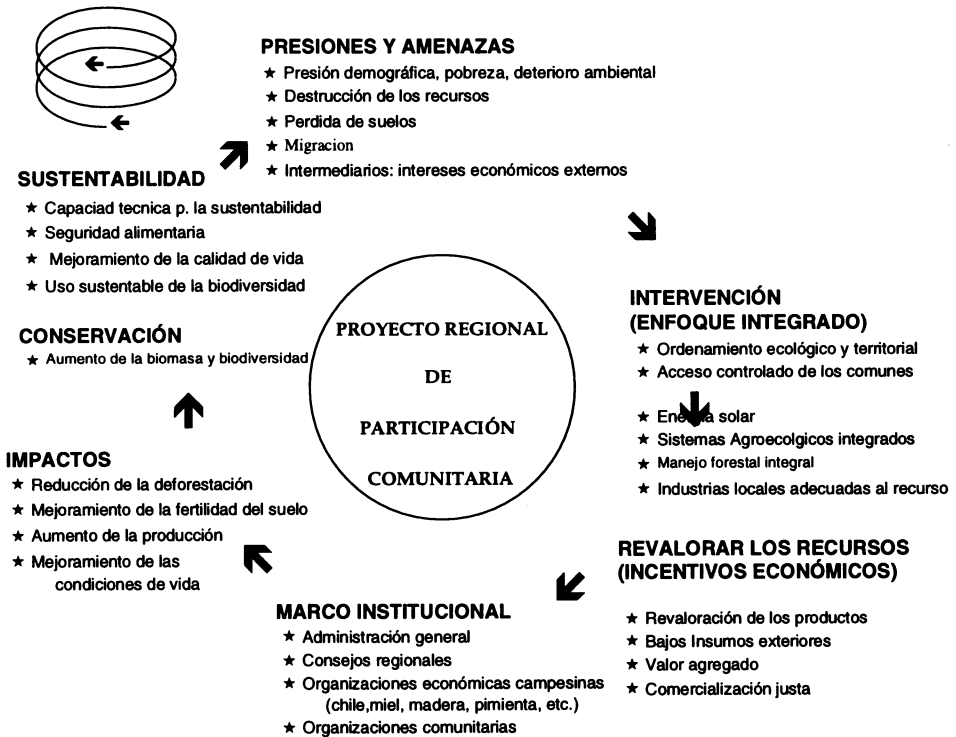 PRESIONES Y AMENAZAS
★ Presión demográfica, pobreza, deterioro ambiental
★ Destrucción de los recursos
★ Perdida de suelos
★ Migracion
★ Intermediarios: intereses económicos externos
INTERVENCIÓN
(ENFOQUE INTEGRADO)
★ Ordenamiento ecológico y territorial
★ Acceso controlado de los comunes
★ Energía solar
★ Sistemas Agroecolgicos integrados
★ Manejo forestal integral
★ Industrias locales adecuadas al recurso
REVALORAR LOS RECURSOS
(INCENTIVOS ECONÓMICOS)
★ Revaloración de los productos
★ Bajos Insumos exteriores
★ Valor agregado
★ Comercialización justa
MARCO INSTITUCIONAL
★ Administración general
★ Consejos regionales
★ Organizaciones económicas campesinas
(chile,miel, madera, pimienta, etc.)
★ Organizaciones comunitarias
IMPACTOS
★ Reducción de la deforestación
★ Mejoramiento de la fertilidad del suelo
★ Aumento de la producción
★ Mejoramiento de las
condiciones de vida
CONSERVACIÓN
★ Aumento de la biomasa y biodiversidad
SUSTENTABILIDAD
★ Capaciad tecnica p. la sustentabilidad
★ Seguridad alimentaria
★ Mejoramiento de la calidad de vida
★ Uso sustentable de la biodiversidad
PROYECTO REGIONAL
DE
PARTICIPACIÓN
COMUNITARIA